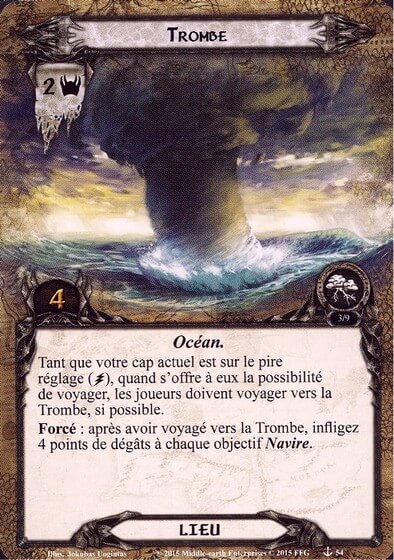 Trombe
2
4
3/9
Océan.
Tant que votre cap actuel est sur le pire
réglage (), quand s'offre à eux la possibilité
de voyager, les joueurs doivent voyager vers la
Trombe, si possible.
Forcé : après avoir voyagé vers la Trombe, infligez
4 points de dégâts à chaque objectif Navire.
LIEU
Illus. Jokubas Uogintas
© 2015 Middle-earth Enterprises © 2015 FFG
54